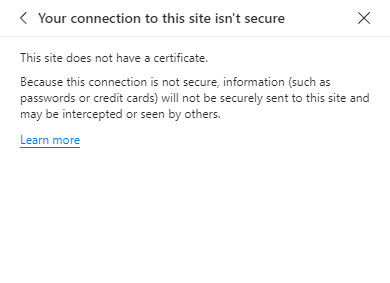 Your connection to this site isn't secure
This site does not have a certificate.
Because this connection is not secure, information (such as
passwords or credit cards) will not be securely sent to this site and
may be intercepted or seen by others.
Learn more